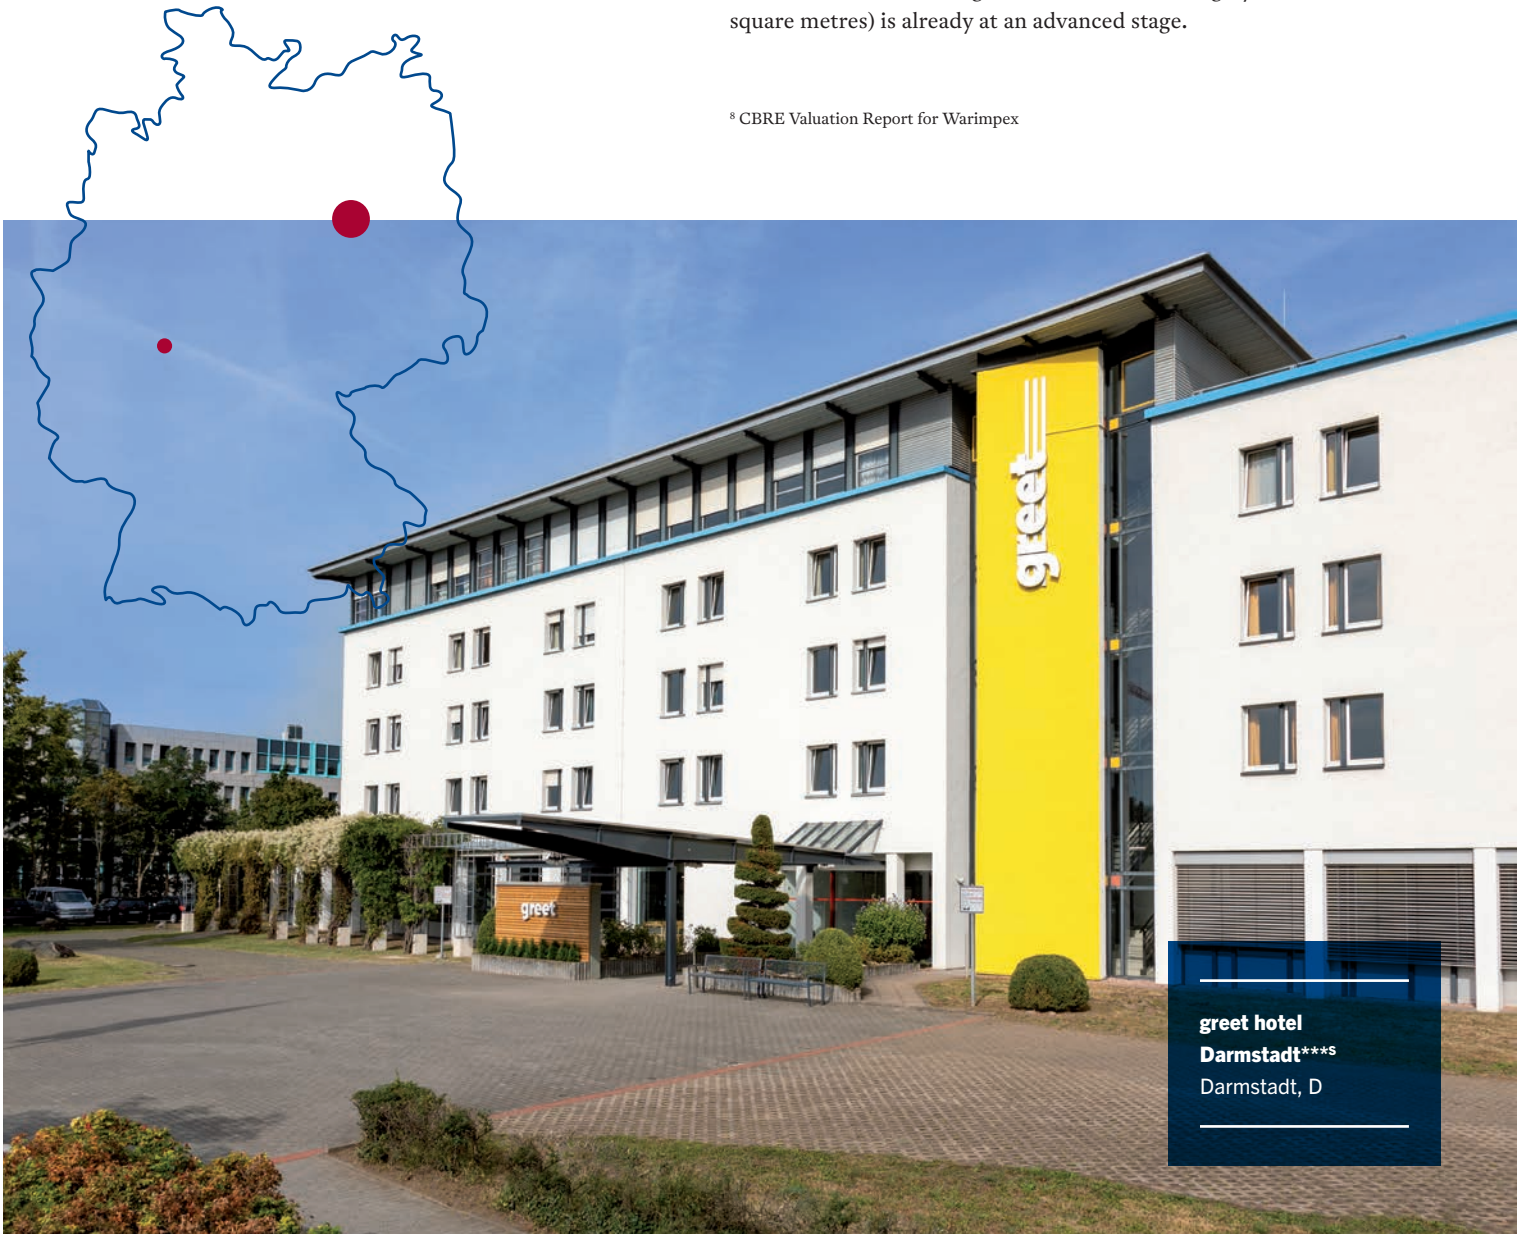 square metres) is already at an advanced stage.
⁸ CBRE Valuation Report for Warimpex
greet
greet
greet hotel
Darmstadt***ˢ
Darmstadt, D